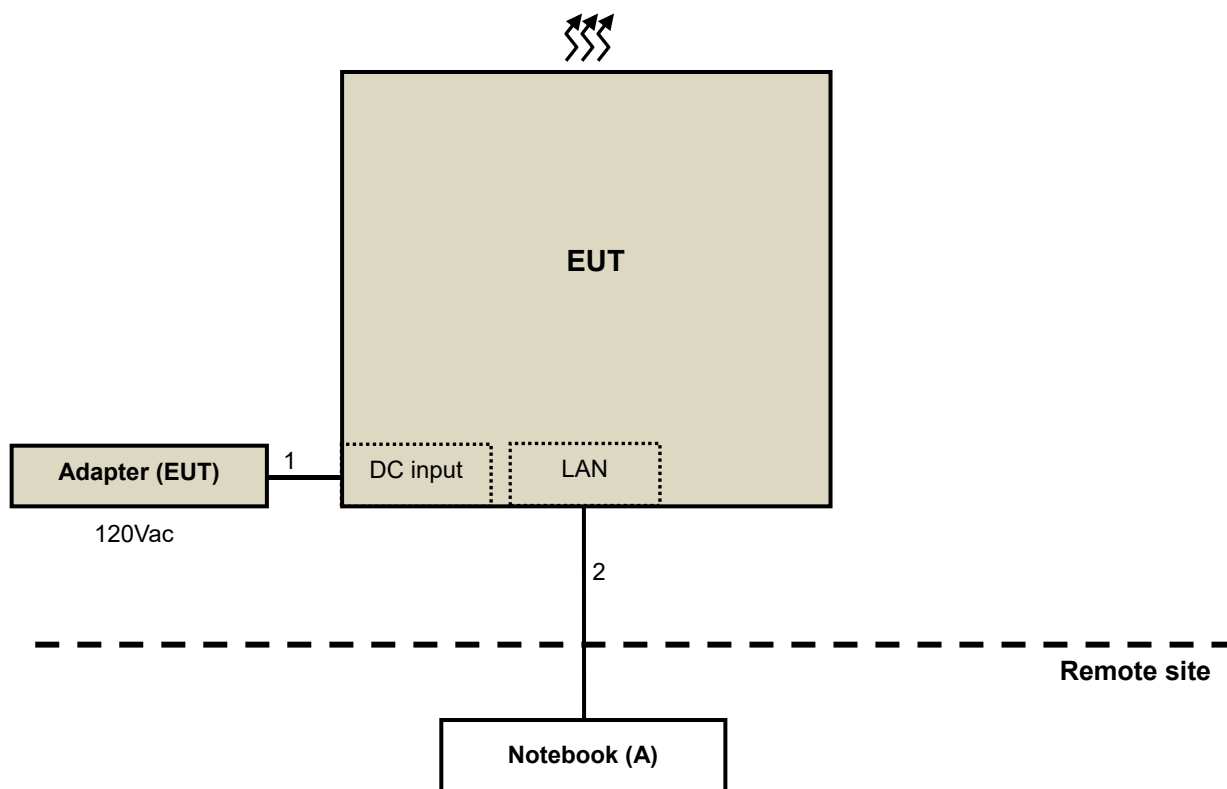 EUT
Adapter (EUT)
1
DC input
LAN
120Vac
2
Remote site
Notebook (A)